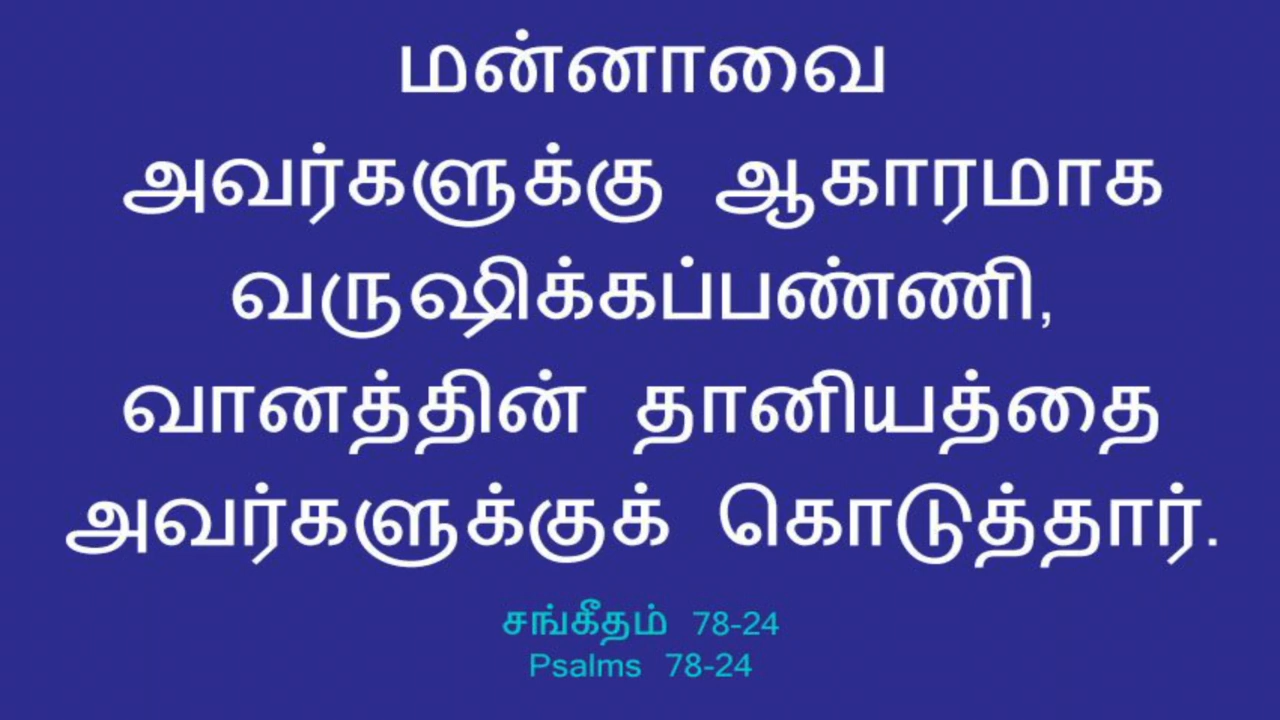 மன்னாவை
அவர்களுக்கு ஆகாரமாக
வருஷிக்கப்பண்ணி,
வானத்தின் தானியத்தை
அவர்களுக்குக் கொடுத்தார்.
சங்கீதம் 78-24
Psalms 78-24